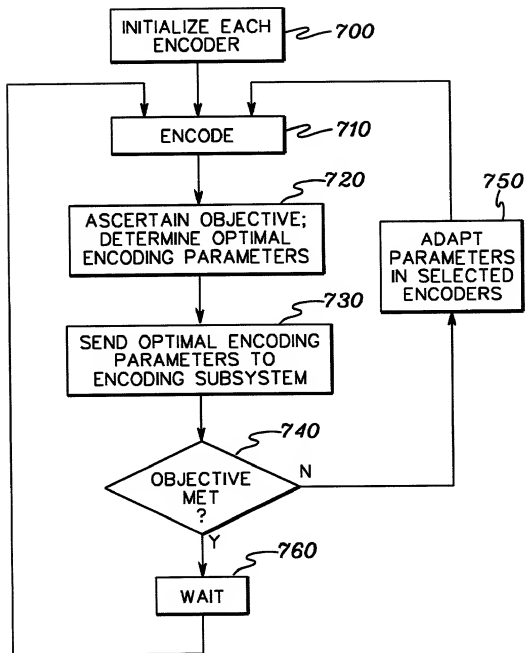 INITIALIZE EACH
ENCODER
700
ENCODE
710
720
ASCERTAIN OBJECTIVE;
DETERMINE OPTIMAL
ENCODING PARAMETERS
750
ADAPT
PARAMETERS
IN SELECTED
ENCODERS
730
SEND OPTIMAL ENCODING
PARAMETERS TO
ENCODING SUBSYSTEM
740
OBJECTIVE
MET
?
N
Y
760
WAIT